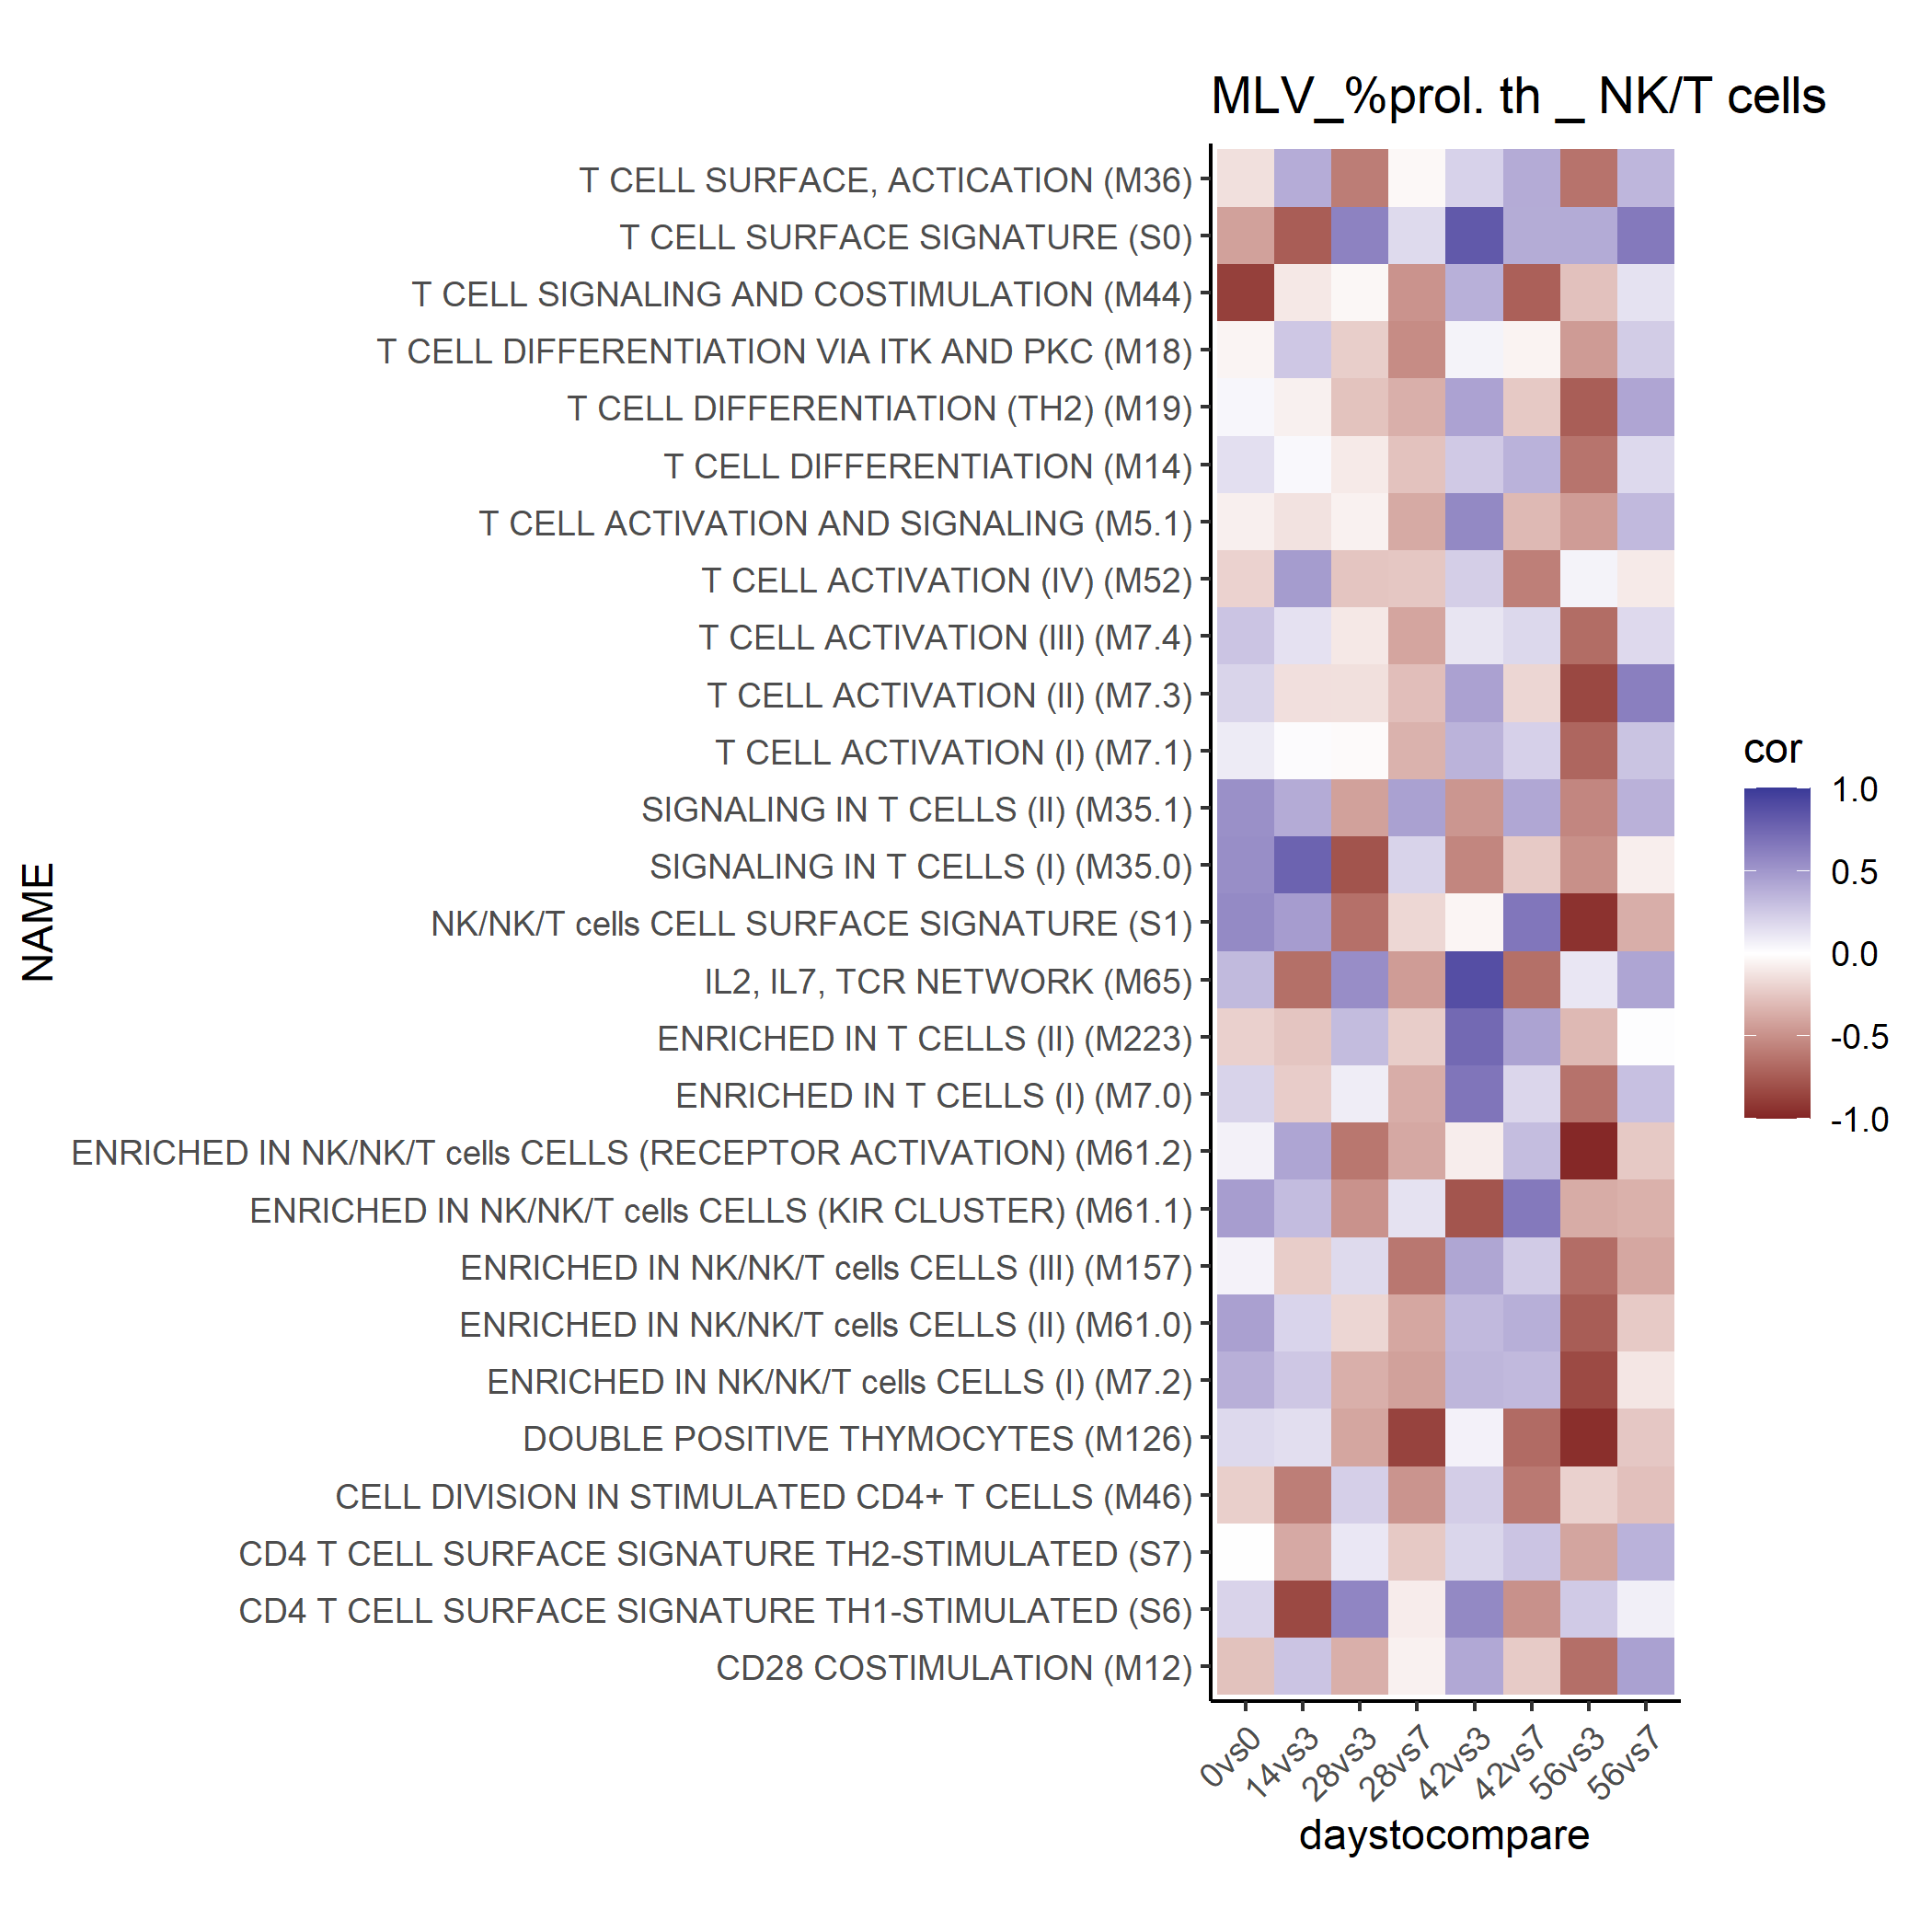 MLV_%prol. th _ NK/T cells
T CELL SURFACE, ACTICATION (M36)
T CELL SURFACE SIGNATURE (S0)
T CELL SIGNALING AND COSTIMULATION (M44)
T CELL DIFFERENTIATION VIA ITK AND PKC (M18)
T CELL DIFFERENTIATION (TH2) (M19)
T CELL DIFFERENTIATION (M14)
T CELL ACTIVATION AND SIGNALING (M5.1)
T CELL ACTIVATION (IV) (M52)
T CELL ACTIVATION (III) (M7.4)
T CELL ACTIVATION (II) (M7.3)
T CELL ACTIVATION (I) (M7.1)
SIGNALING IN T CELLS (II) (M35.1)
SIGNALING IN T CELLS (I) (M35.0)
NK/NK/T cells CELL SURFACE SIGNATURE (S1)
IL2, IL7, TCR NETWORK (M65)
ENRICHED IN T CELLS (II) (M223)
ENRICHED IN T CELLS (I) (M7.0)
ENRICHED IN NK/NK/T cells CELLS (RECEPTOR ACTIVATION) (M61.2)
ENRICHED IN NK/NK/T cells CELLS (KIR CLUSTER) (M61.1)
ENRICHED IN NK/NK/T cells CELLS (III) (M157)
ENRICHED IN NK/NK/T cells CELLS (II) (M61.0)
ENRICHED IN NK/NK/T cells CELLS (I) (M7.2)
DOUBLE POSITIVE THYMOCYTES (M126)
CELL DIVISION IN STIMULATED CD4+ T CELLS (M46)
CD4 T CELL SURFACE SIGNATURE TH2-STIMULATED (S7)
CD4 T CELL SURFACE SIGNATURE TH1-STIMULATED (S6)
CD28 COSTIMULATION (M12)
NAME
0vs0
14vs3
28vs3
28vs7
42vs3
42vs7
56vs3
56vs7
daystocompare
cor
1.0
0.5
0.0
-0.5
-1.0